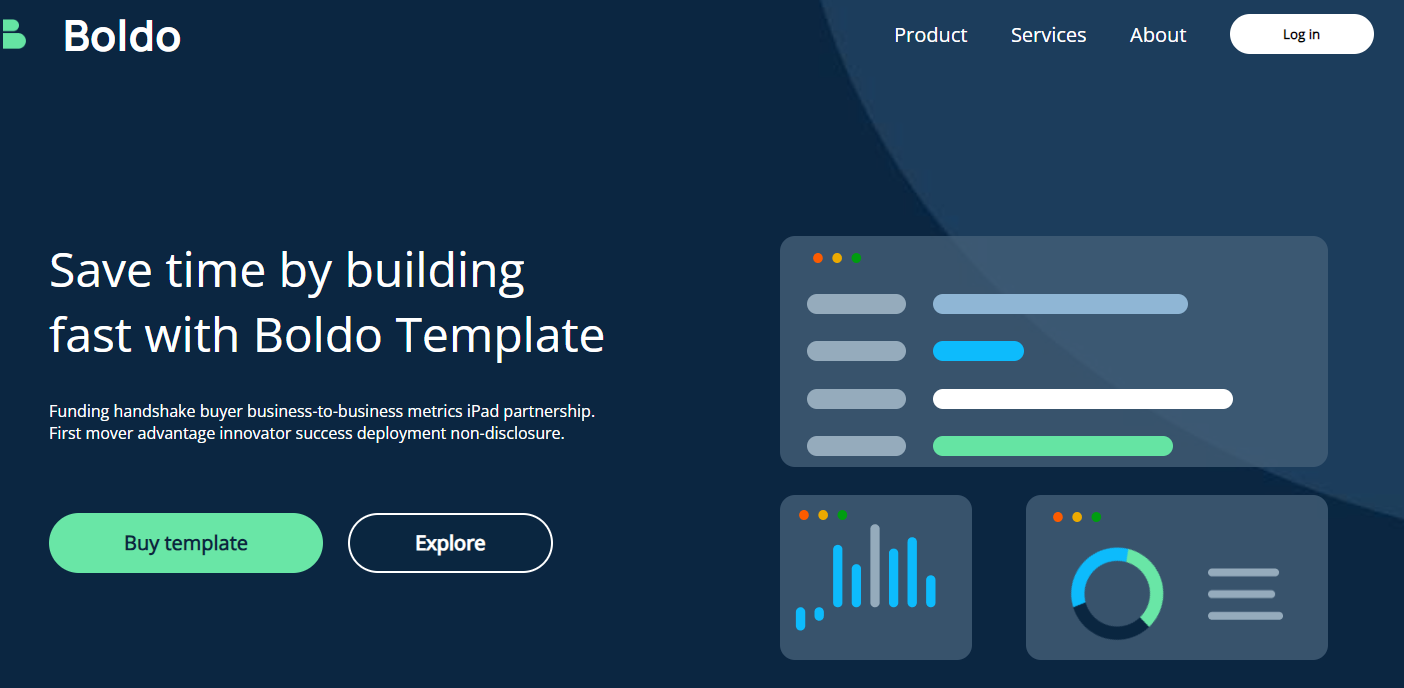 Boldo
Product
Services
About
Log in
Save time by building
fast with Boldo Template
Funding handshake buyer business-to-business metrics iPad partnership.
First mover advantage innovator success deployment non-disclosure.
Buy template
Explore